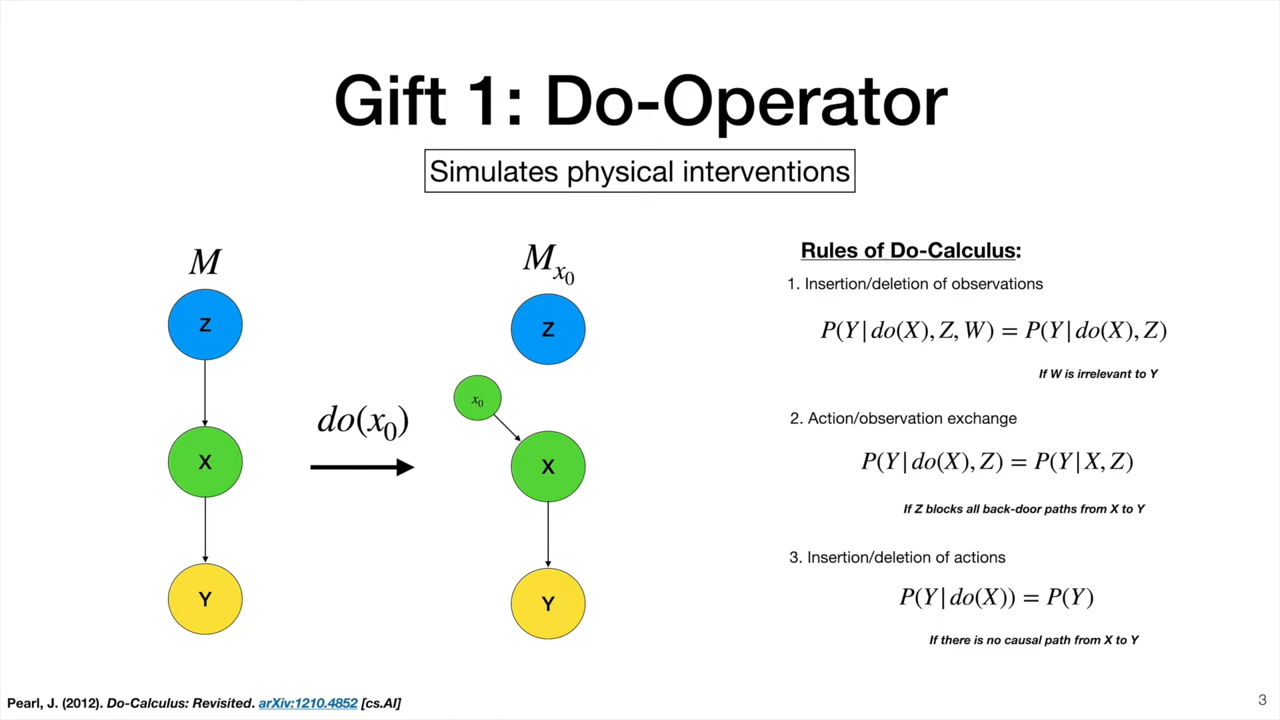 Gift 1: Do-Operator
Simulates physical interventions
M
Z
X
Y
do(x₀)
Mₓ₀
Z
x₀
X
Y
Rules of Do-Calculus:
1. Insertion/deletion of observations
P(Y|do(X), Z, W) = P(Y|do(X), Z)
If W is irrelevant to Y
2. Action/observation exchange
P(Y|do(X), Z) = P(Y|X, Z)
If Z blocks all back-door paths from X to Y
3. Insertion/deletion of actions
P(Y|do(X)) = P(Y)
If there is no causal path from X to Y
Pearl, J. (2012). Do-Calculus: Revisited. arXiv:1210.4852 [cs.AI]
3